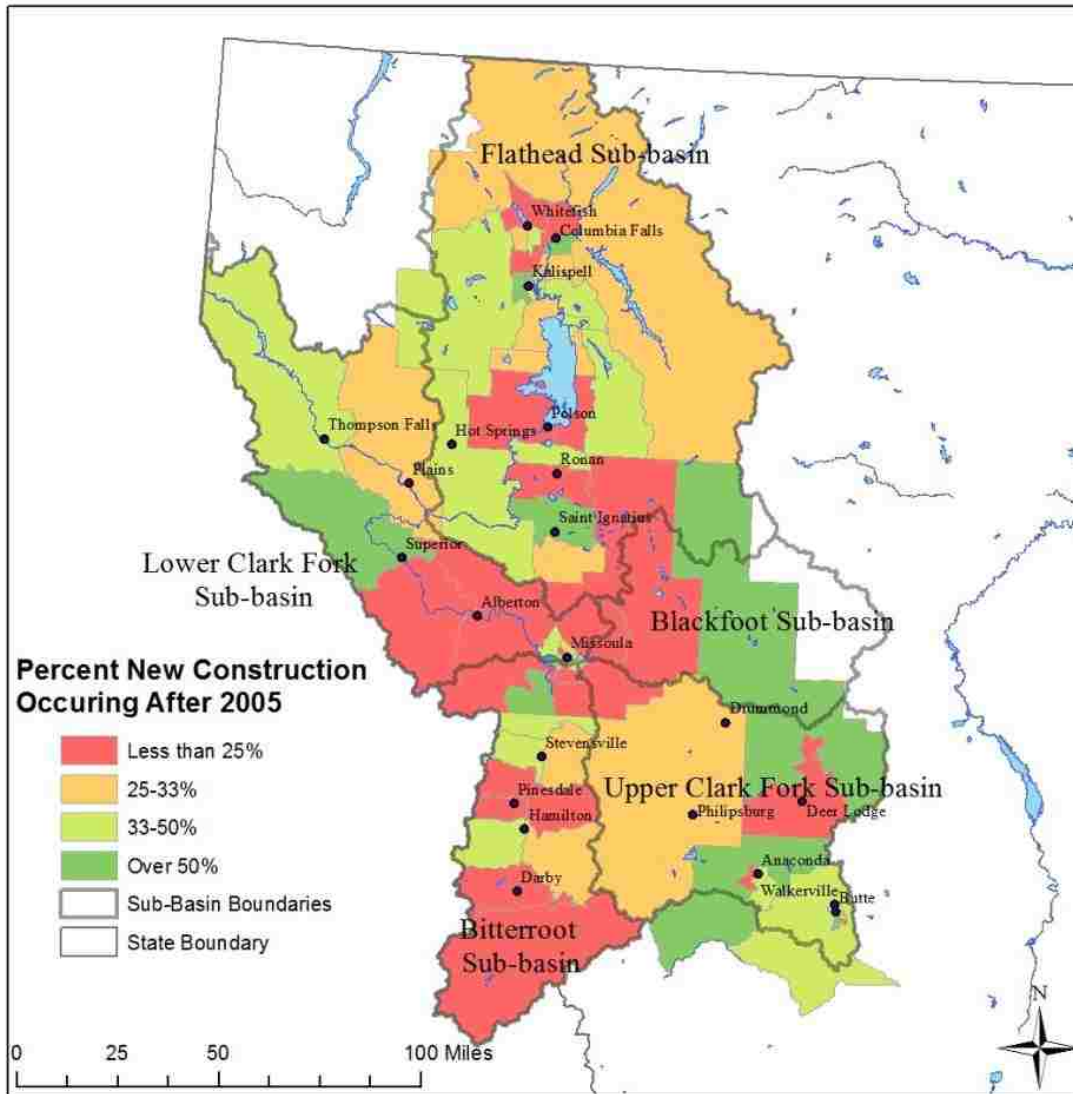 Flathead Sub-basin
Whitefish
Columbia Falls
Kalispell
Polson
Thompson Falls
Hot Springs
Ronan
Plains
Saint Ignatius
Superior
Lower Clark Fork
Sub-basin
Alberton
Blackfoot Sub-basin
Missoula
Percent New Construction
Occuring After 2005
Less than 25%
25-33%
33-50%
Over 50%
Sub-Basin Boundaries
State Boundary
Drummond
Stevensville
Upper Clark Fork Sub-basin
Pinesdale
Hamilton
Philipsburg
Deer Lodge
Anaconda
Darby
Walkerville
Butte
Bitterroot
Sub-basin
N
0 25 50 100 Miles